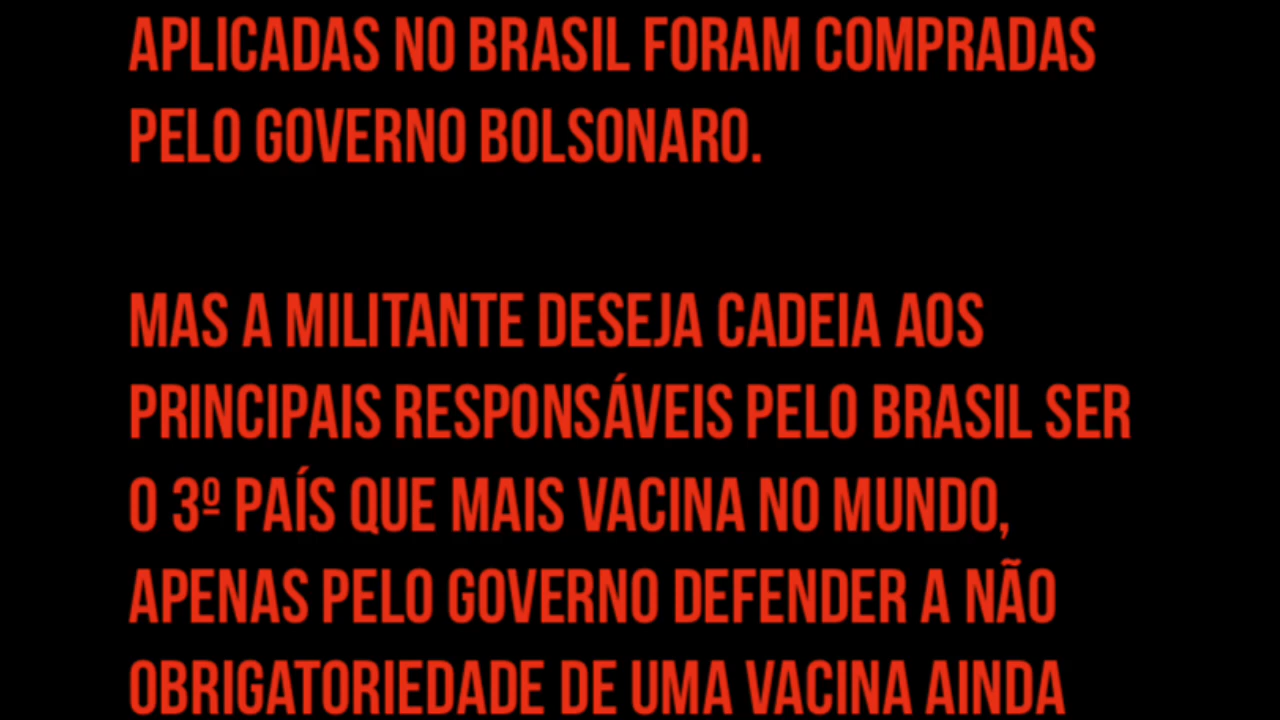 APLICADAS NO BRASIL FORAM COMPRADAS
PELO GOVERNO BOLSONARO.
MAS A MILITANTE DESEJA CADEIA AOS
PRINCIPAIS RESPONSÁVEIS PELO BRASIL SER
O 3º PAÍS QUE MAIS VACINA NO MUNDO,
APENAS PELO GOVERNO DEFENDER A NÃO
OBRIGATORIEDADE DE UMA VACINA AINDA